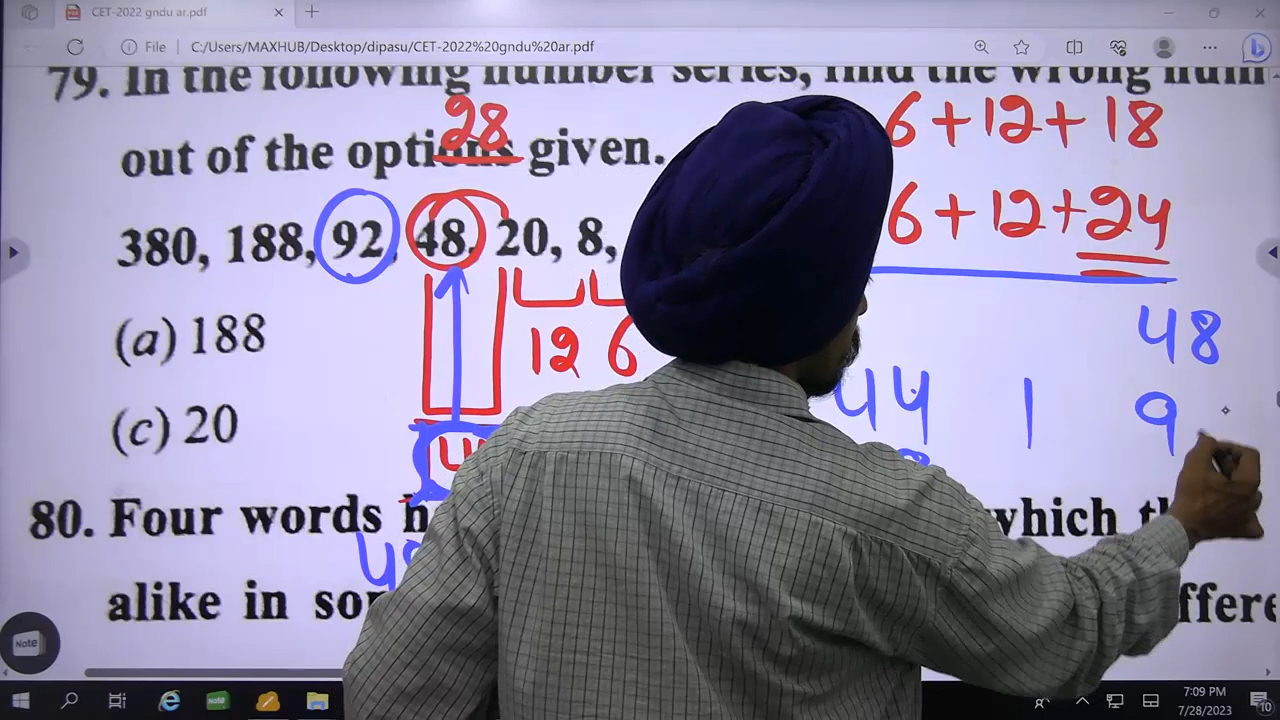 CET-2022 gndu ar.pdf
File C:/Users/MAXHUB/Desktop/dipasu/CET-2022%20gndu%20ar.pdf
79. In the following number series, find the wrong num
28
6+12+18
out of the options given.
6+12+24
380, 188, 92, 48, 20, 8,
48
(a) 188
12 6
44 1 9
(c) 20
80. Four words which
alike in
Note
7:09 PM
7/28/2023
10